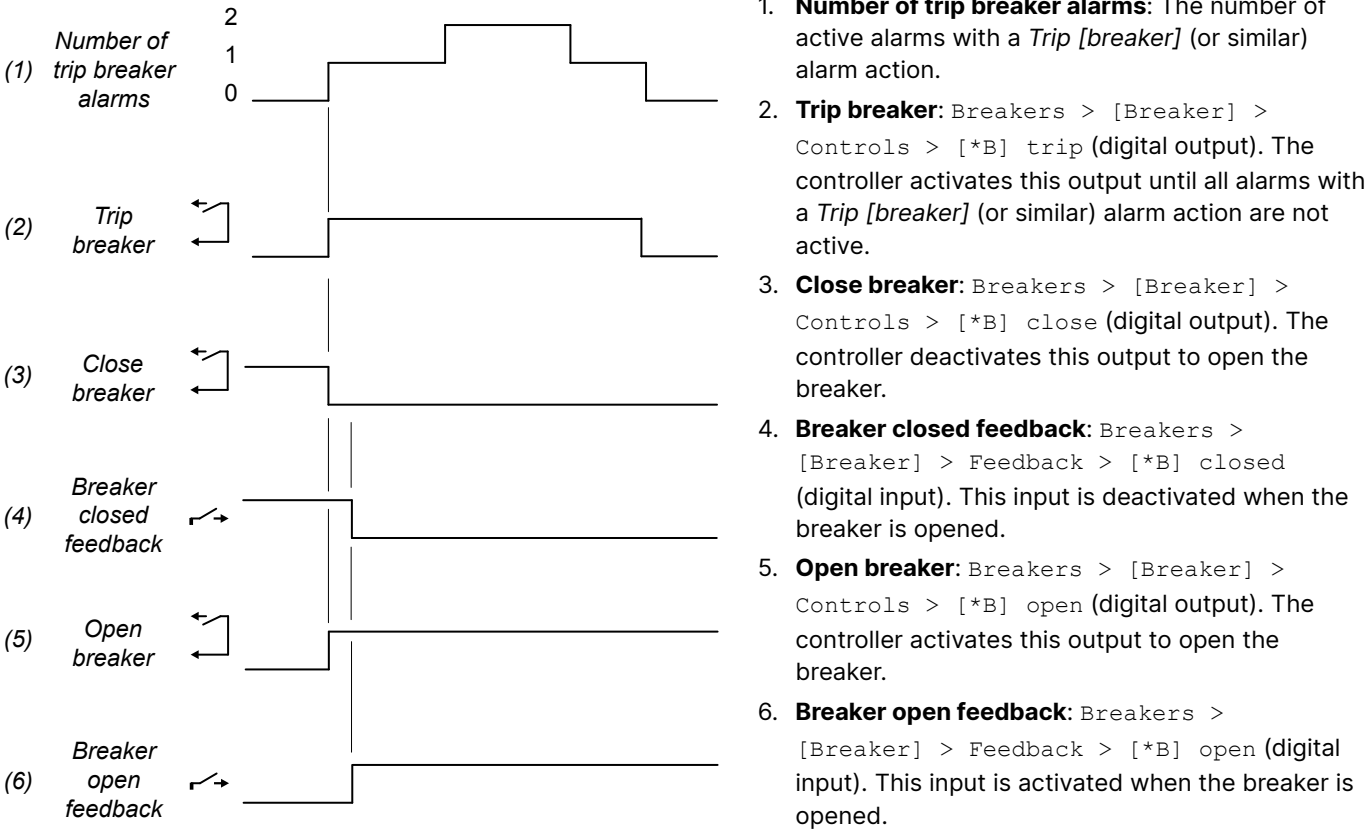 2
1
0
(1) Number of
trip breaker
alarms
(2) Trip
breaker
(3) Close
breaker
(4) Breaker
closed
feedback
(5) Open
breaker
(6) Breaker
open
feedback
1. Number of trip breaker alarms: The number of
active alarms with a Trip [breaker] (or similar)
alarm action.
2. Trip breaker: Breakers > [Breaker] >
Controls > [*B] trip (digital output). The
controller activates this output until all alarms with
a Trip [breaker] (or similar) alarm action are not
active.
3. Close breaker: Breakers > [Breaker] >
Controls > [*B] close (digital output). The
controller deactivates this output to open the
breaker.
4. Breaker closed feedback: Breakers >
[Breaker] > Feedback > [*B] closed
(digital input). This input is deactivated when the
breaker is opened.
5. Open breaker: Breakers > [Breaker] >
Controls > [*B] open (digital output). The
controller activates this output to open the
breaker.
6. Breaker open feedback: Breakers >
[Breaker] > Feedback > [*B] open (digital
input). This input is activated when the breaker is
opened.